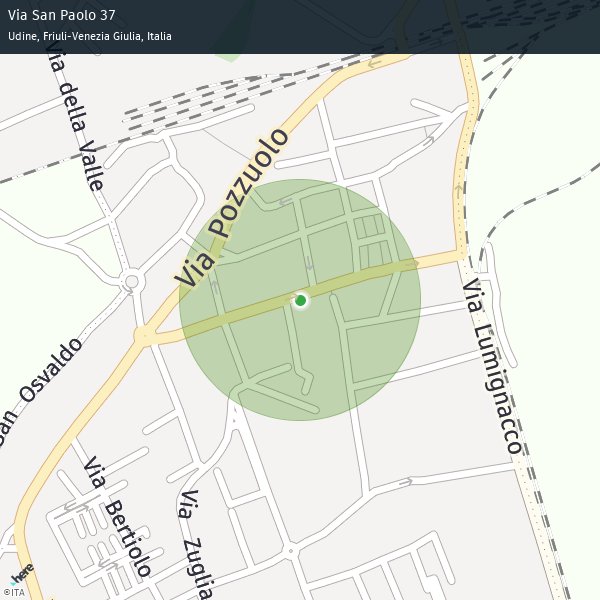 Via San Paolo 37
Udine, Friuli-Venezia Giulia, Italia
Via della Valle
Via Pozzuolo
Via Lumignacco
San Osvaldo
Via Bertiolo
Via Zuglia
here
©ITA